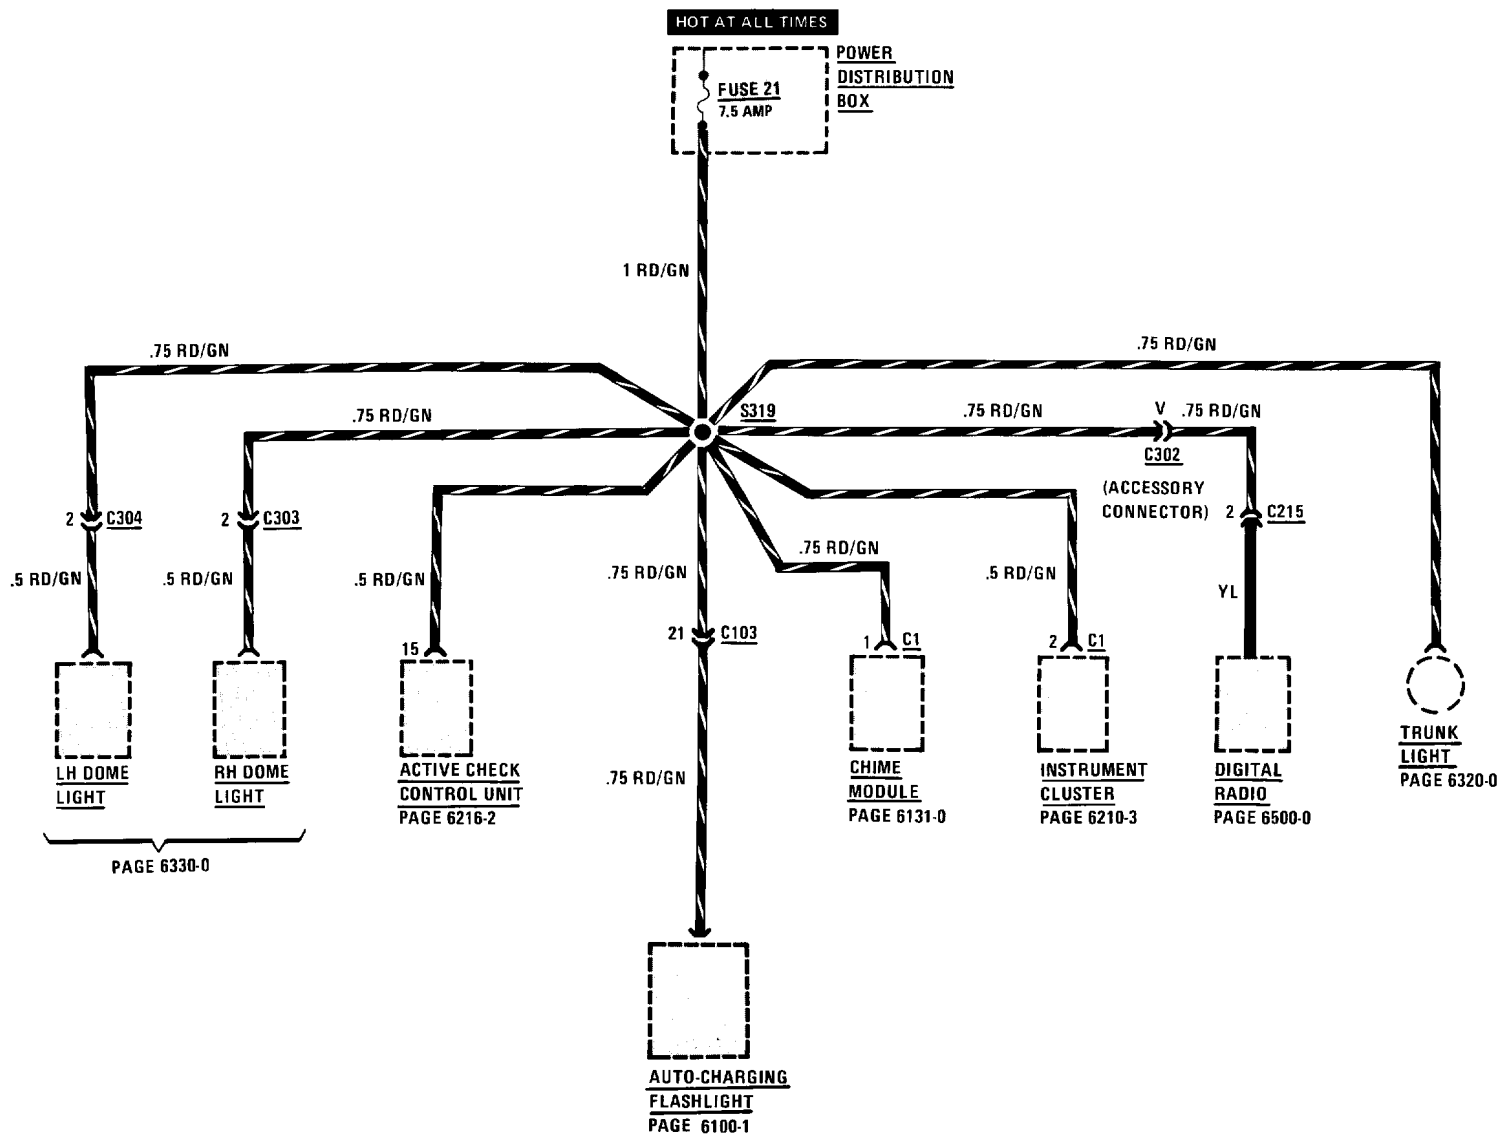 HOT AT ALL TIMES
POWER
DISTRIBUTION
BOX
FUSE 21
7.5 AMP
1 RD/GN
.75 RD/GN
.75 RD/GN
.75 RD/GN
S319
.75 RD/GN
V
.75 RD/GN
C302
(ACCESSORY
CONNECTOR)
2
C304
2
C303
2
C215
.5 RD/GN
.5 RD/GN
.5 RD/GN
.75 RD/GN
.75 RD/GN
.5 RD/GN
YL
15
21
C103
1
C1
2
C1
LH DOME
LIGHT
RH DOME
LIGHT
PAGE 6330-0
ACTIVE CHECK
CONTROL UNIT
PAGE 6216-2
.75 RD/GN
CHIME
MODULE
PAGE 6131-0
INSTRUMENT
CLUSTER
PAGE 6210-3
DIGITAL
RADIO
PAGE 6500-0
TRUNK
LIGHT
PAGE 6320-0
AUTO-CHARGING
FLASHLIGHT
PAGE 6100-1